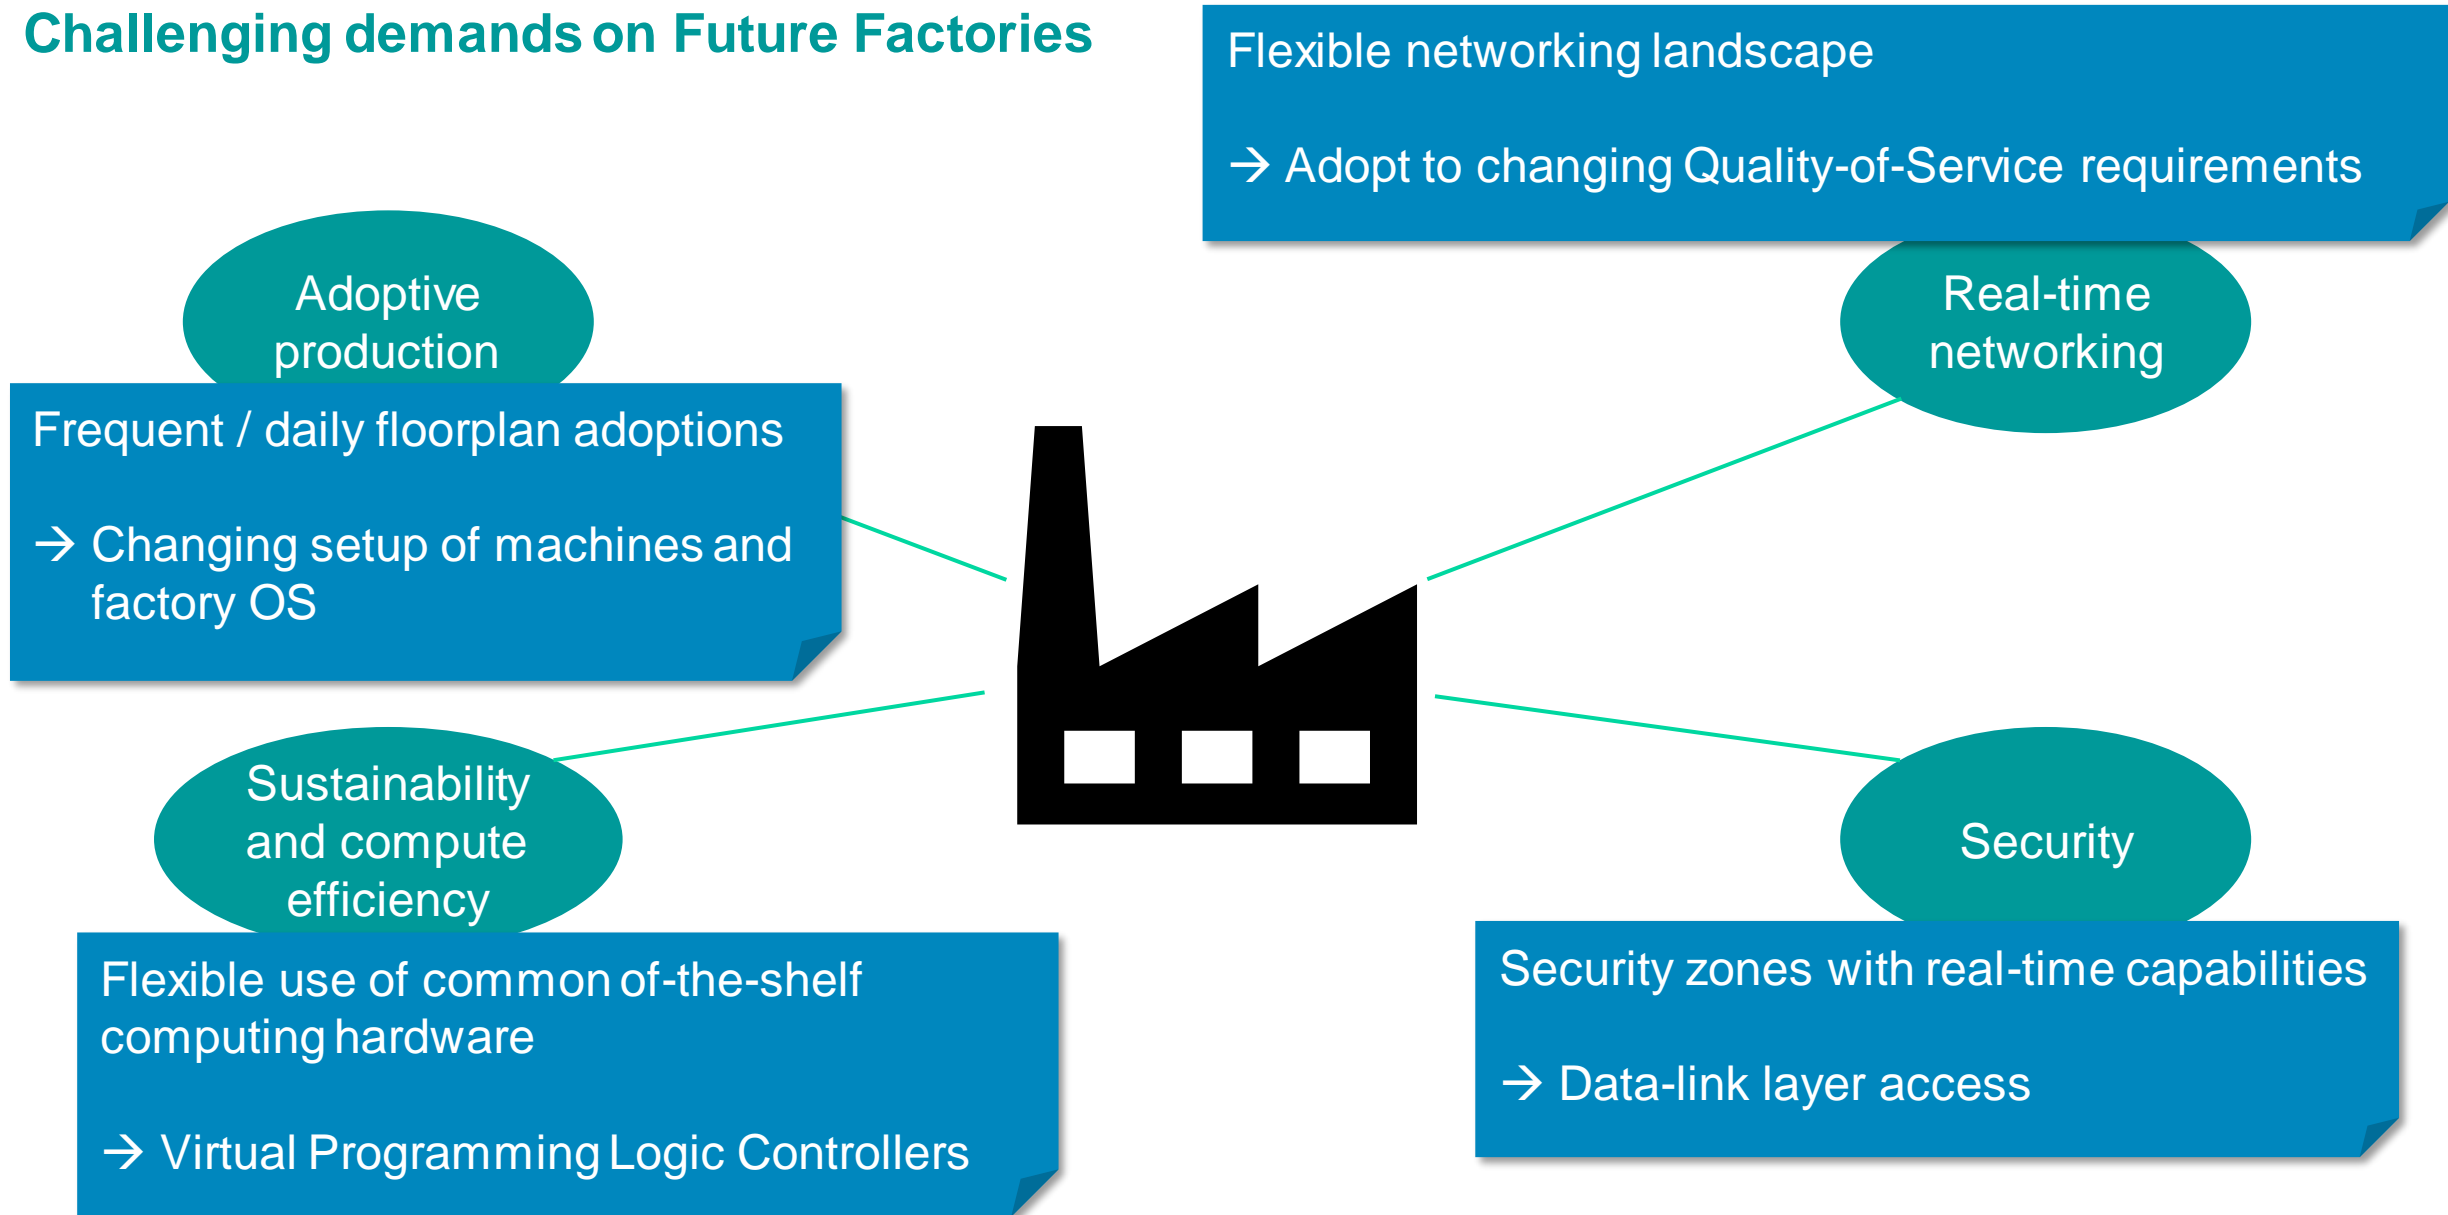 Challenging demands on Future Factories
Flexible networking landscape
→ Adopt to changing Quality-of-Service requirements
Adoptive
production
Real-time
networking
Frequent / daily floorplan adoptions
→ Changing setup of machines and
factory OS
Sustainability
and compute
efficiency
Security
Flexible use of common of-the-shelf
computing hardware
→ Virtual Programming Logic Controllers
Security zones with real-time capabilities
→ Data-link layer access